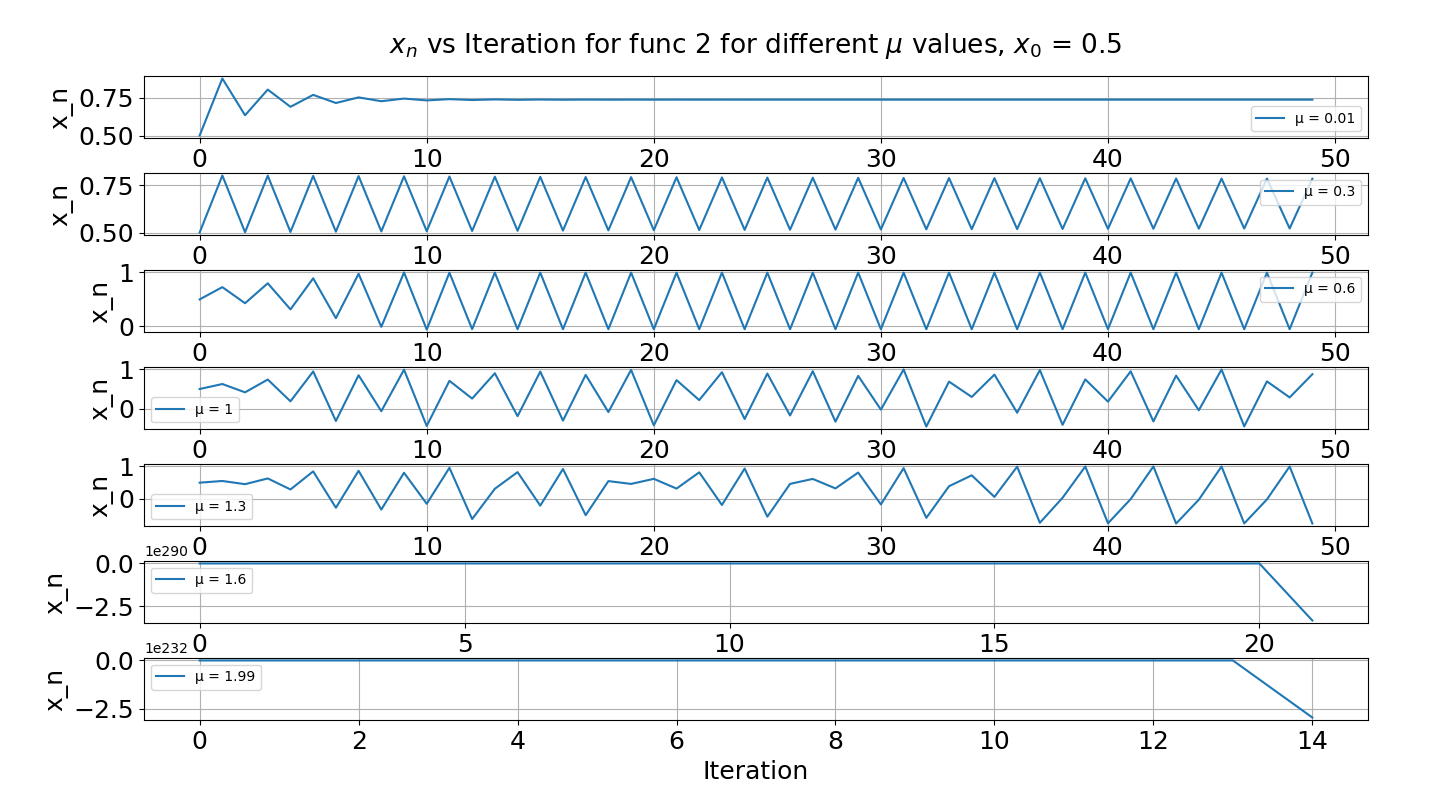 xₙ vs Iteration for func 2 for different μ values, x₀ = 0.5
x_n
0.75
0.50
μ = 0.01
0 10 20 30 40 50
x_n
0.75
0.50
μ = 0.3
0 10 20 30 40 50
x_n
1
0
μ = 0.6
0 10 20 30 40 50
x_n
1
0
μ = 1
0 10 20 30 40 50
x_n
1
0
μ = 1.3
0 10 20 30 40 50
1e290
x_n
0.0
−2.5
μ = 1.6
0 5 10 15 20
1e232
x_n
0.0
−2.5
μ = 1.99
0 2 4 6 8 10 12 14
Iteration